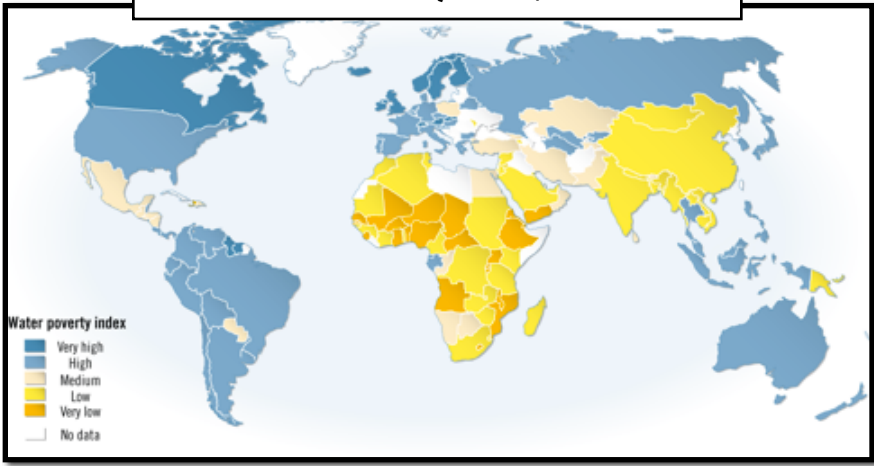 Water poverty index
Very high
High
Medium
Low
Very low
No data